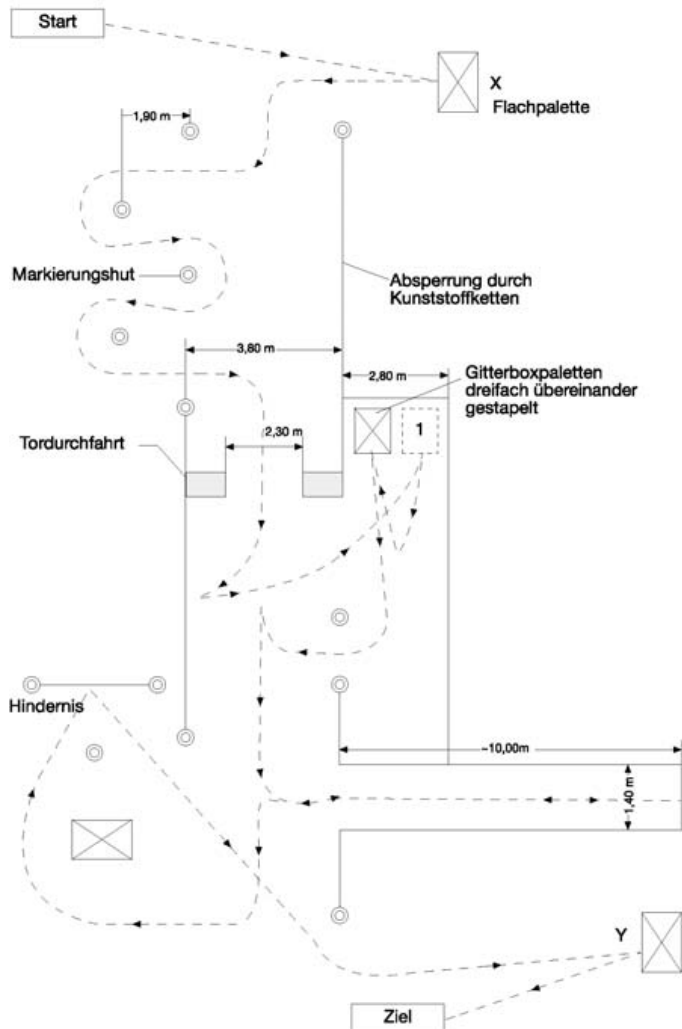 Start
X
Flachpalette
1,90 m
Markierungshut
Absperrung durch
Kunststoffketten
3,60 m
2,80 m
Gitterboxpaletten
dreifach übereinander
gestapelt
1
Tordurchfahrt
2,30 m
Hindernis
~10,00m
1,40 m
Y
Ziel